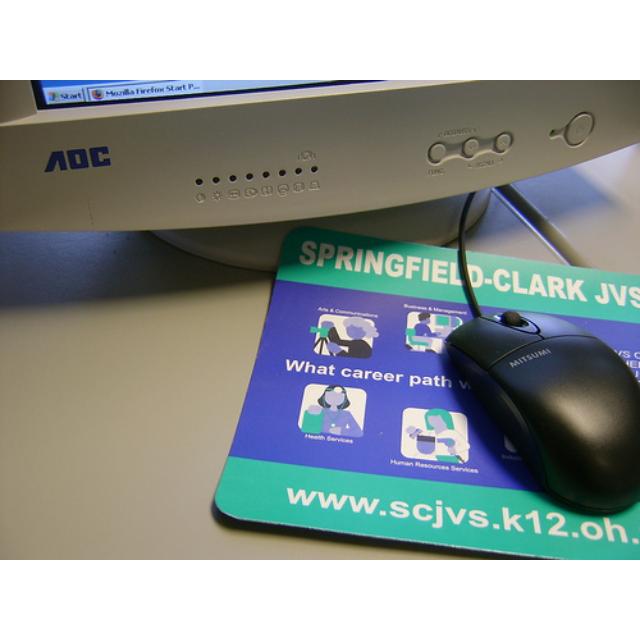 Start Mozilla Firefox Start P...
AOC
FUNC
SPRINGFIELD-CLARK JVS
Arts & Communications
Business & Management
MITSUMI
What career path
Health Services
Human Resources Services
www.scjvs.k12.oh.